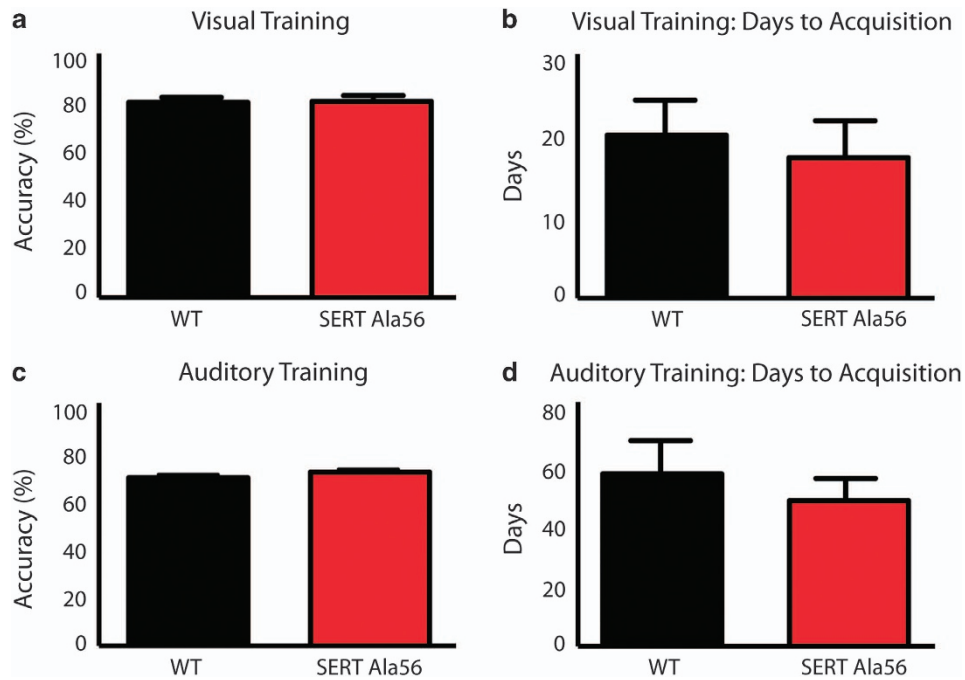 a Visual Training
Accuracy (%)
100
80
60
40
20
0
WT SERT Ala56
b Visual Training: Days to Acquisition
Days
30
20
10
0
WT SERT Ala56
c Auditory Training
Accuracy (%)
100
80
60
40
20
0
WT SERT Ala56
d Auditory Training: Days to Acquisition
Days
80
60
40
20
0
WT SERT Ala56